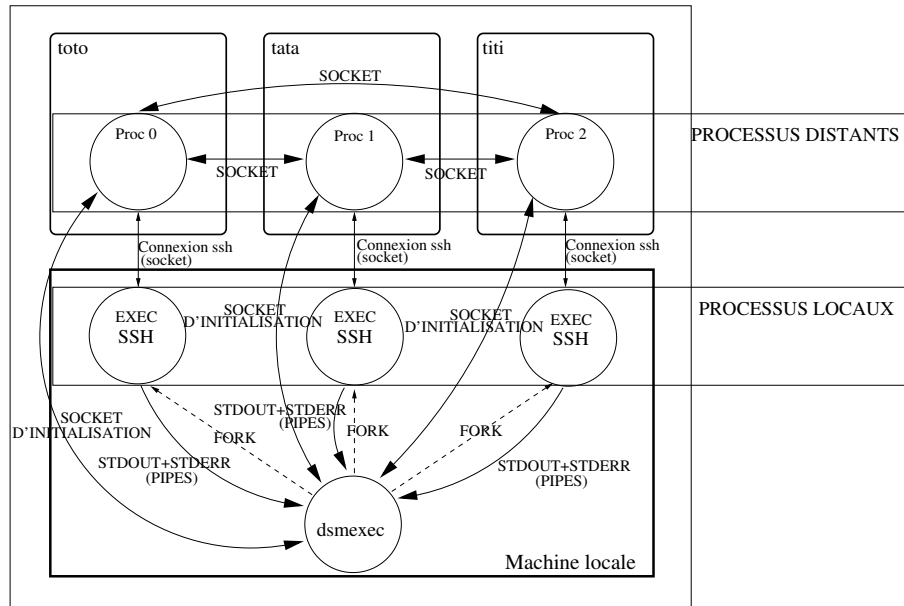 toto
tata
titi
SOCKET
Proc 0
Proc 1
Proc 2
PROCESSUS DISTANTS
SOCKET
SOCKET
Connexion ssh
(socket)
Connexion ssh
(socket)
Connexion ssh
(socket)
PROCESSUS LOCAUX
EXEC
SSH
SOCKET
D'INITIALISATION
EXEC
SSH
SOCKET
D'INITIALISATION
EXEC
SSH
SOCKET
D'INITIALISATION
STDOUT+STDERR
(PIPES)
FORK
FORK
FORK
STDOUT+STDERR
(PIPES)
STDOUT+STDERR
(PIPES)
dsmexec
Machine locale